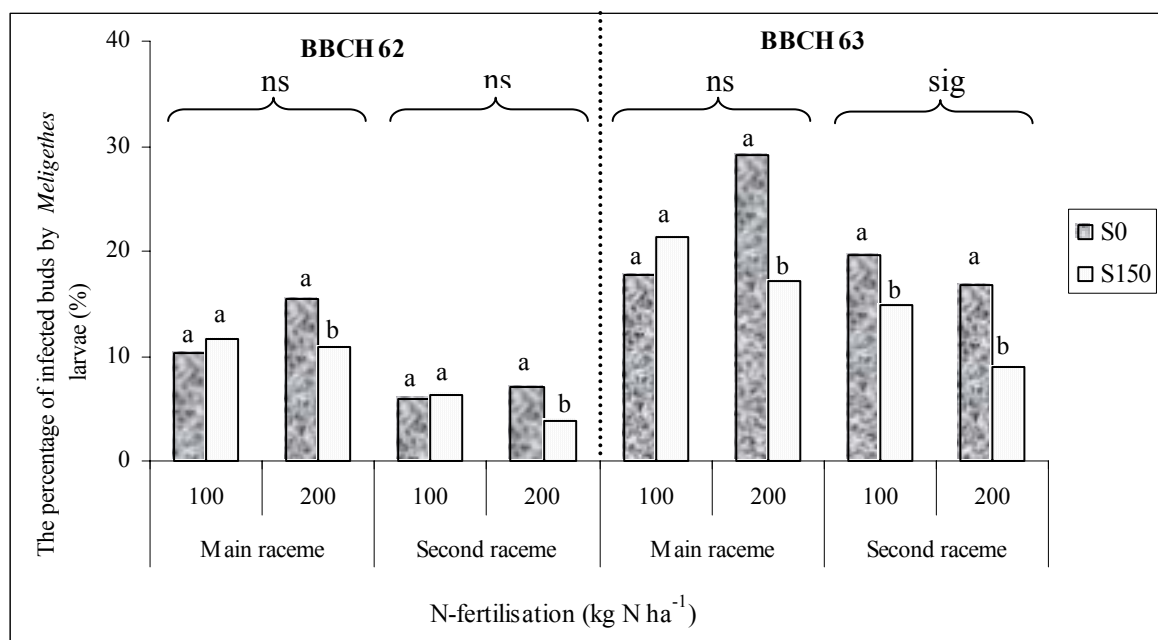 The percentage of infected buds by Meligethes
larvae (%)
40
30
20
10
0
BBCH 62
BBCH 63
ns
ns
ns
sig
a
a
a
b
a
a
a
b
a
a
a
b
a
b
a
b
S0
S150
100
200
100
200
100
200
100
200
Main raceme
Second raceme
Main raceme
Second raceme
N-fertilisation (kg N ha⁻¹)